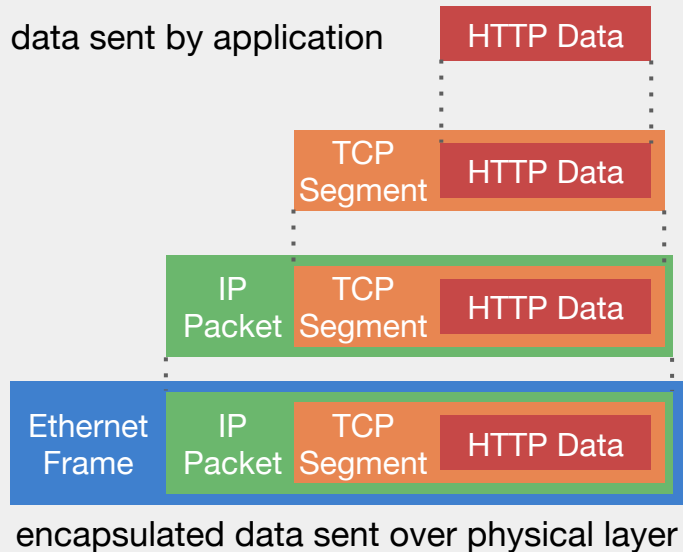 data sent by application
HTTP Data
TCP
Segment
HTTP Data
IP
Packet
TCP
Segment
HTTP Data
Ethernet
Frame
IP
Packet
TCP
Segment
HTTP Data
encapsulated data sent over physical layer